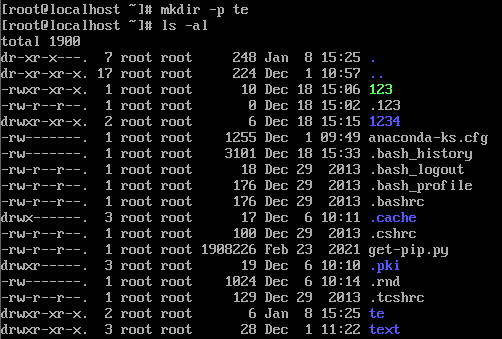 [root@localhost ~]# mkdir -p te
[root@localhost ~]# ls -al
total 1900
dr-xr-x---. 7 root root 248 Jan 8 15:25 .
dr-xr-xr-x. 17 root root 224 Dec 1 10:57 ..
-rwxr-xr-x. 1 root root 10 Dec 18 15:06 123
-rw-r--r--. 1 root root 0 Dec 18 15:02 .123
drwxr-xr-x. 2 root root 6 Dec 18 15:15 1234
-rw-------. 1 root root 1255 Dec 1 09:49 anaconda-ks.cfg
-rw-------. 1 root root 3101 Dec 18 15:33 .bash_history
-rw-r--r--. 1 root root 18 Dec 29 2013 .bash_logout
-rw-r--r--. 1 root root 176 Dec 29 2013 .bash_profile
-rw-r--r--. 1 root root 176 Dec 29 2013 .bashrc
drwx------. 3 root root 17 Dec 6 10:11 .cache
-rw-r--r--. 1 root root 100 Dec 29 2013 .cshrc
-rw-r--r--. 1 root root 1908226 Feb 23 2021 get-pip.py
drwxr-----. 3 root root 19 Dec 6 10:10 .pki
-rw-------. 1 root root 1024 Dec 6 10:14 .rnd
-rw-r--r--. 1 root root 129 Dec 29 2013 .tcshrc
drwxr-xr-x. 2 root root 6 Jan 8 15:25 te
drwxr-xr-x. 3 root root 28 Dec 1 11:22 text